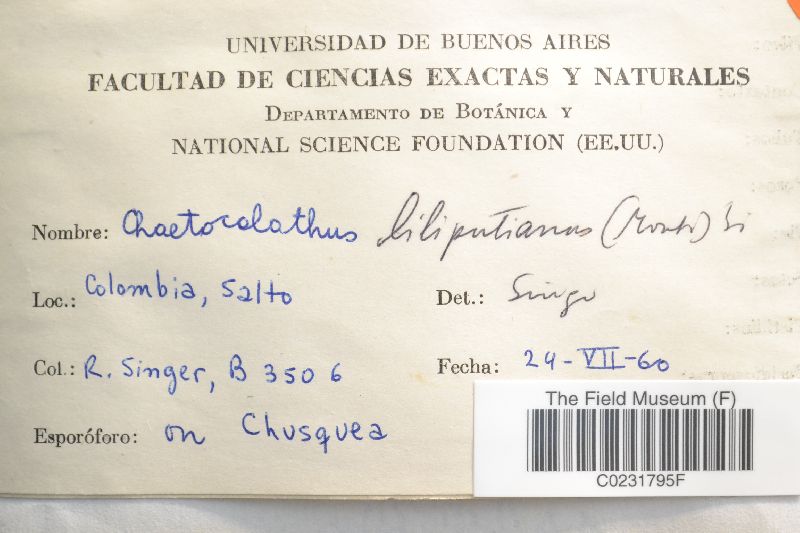 UNIVERSIDAD DE BUENOS AIRES
FACULTAD DE CIENCIAS EXACTAS Y NATURALES
DEPARTAMENTO DE BOTÁNICA Y
NATIONAL SCIENCE FOUNDATION (EE.UU.)
Nombre: Chaetocalathus liliputianus (Mont.) Si
Loc.: Colombia, Salto
Det.: Singer
Col.: R. Singer, B 3506
Fecha: 24-VII-60
Esporóforo: on Chusquea
The Field Museum (F)
C0231795F